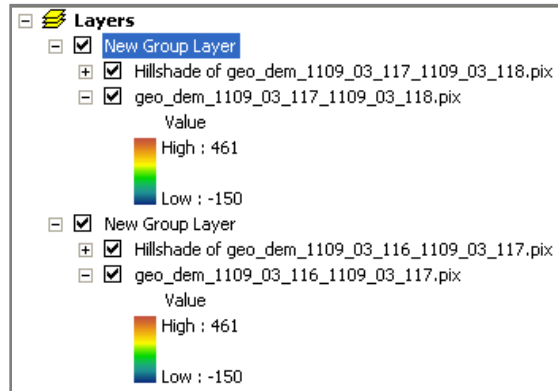 Layers
New Group Layer
Hillshade of geo_dem_1109_03_117_1109_03_118.pix
geo_dem_1109_03_117_1109_03_118.pix
Value
High : 461
Low : -150
New Group Layer
Hillshade of geo_dem_1109_03_116_1109_03_117.pix
geo_dem_1109_03_116_1109_03_117.pix
Value
High : 461
Low : -150